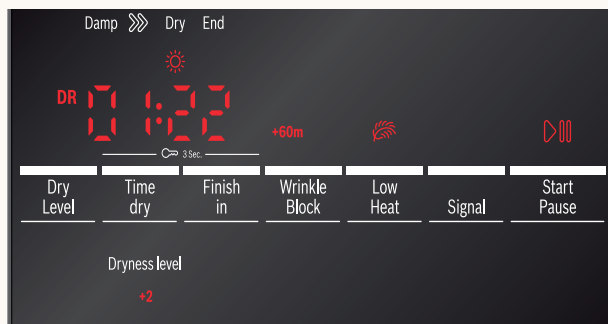 Damp Dry End
DR 01:22 +60m
3 Sec.
Dry Level
Time dry
Finish in
Wrinkle Block
Low Heat
Signal
Start Pause
Dryness level
+2